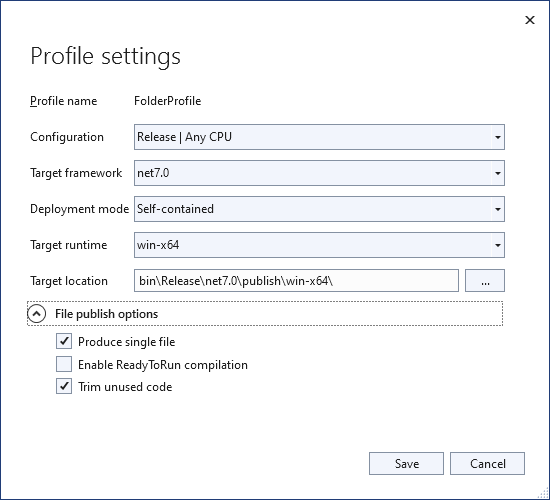 Profile settings
Profile name FolderProfile
Configuration Release | Any CPU
Target framework net7.0
Deployment mode Self-contained
Target runtime win-x64
Target location bin\Release\net7.0\publish\win-x64\ ...
File publish options
Produce single file
Enable ReadyToRun compilation
Trim unused code
Save Cancel